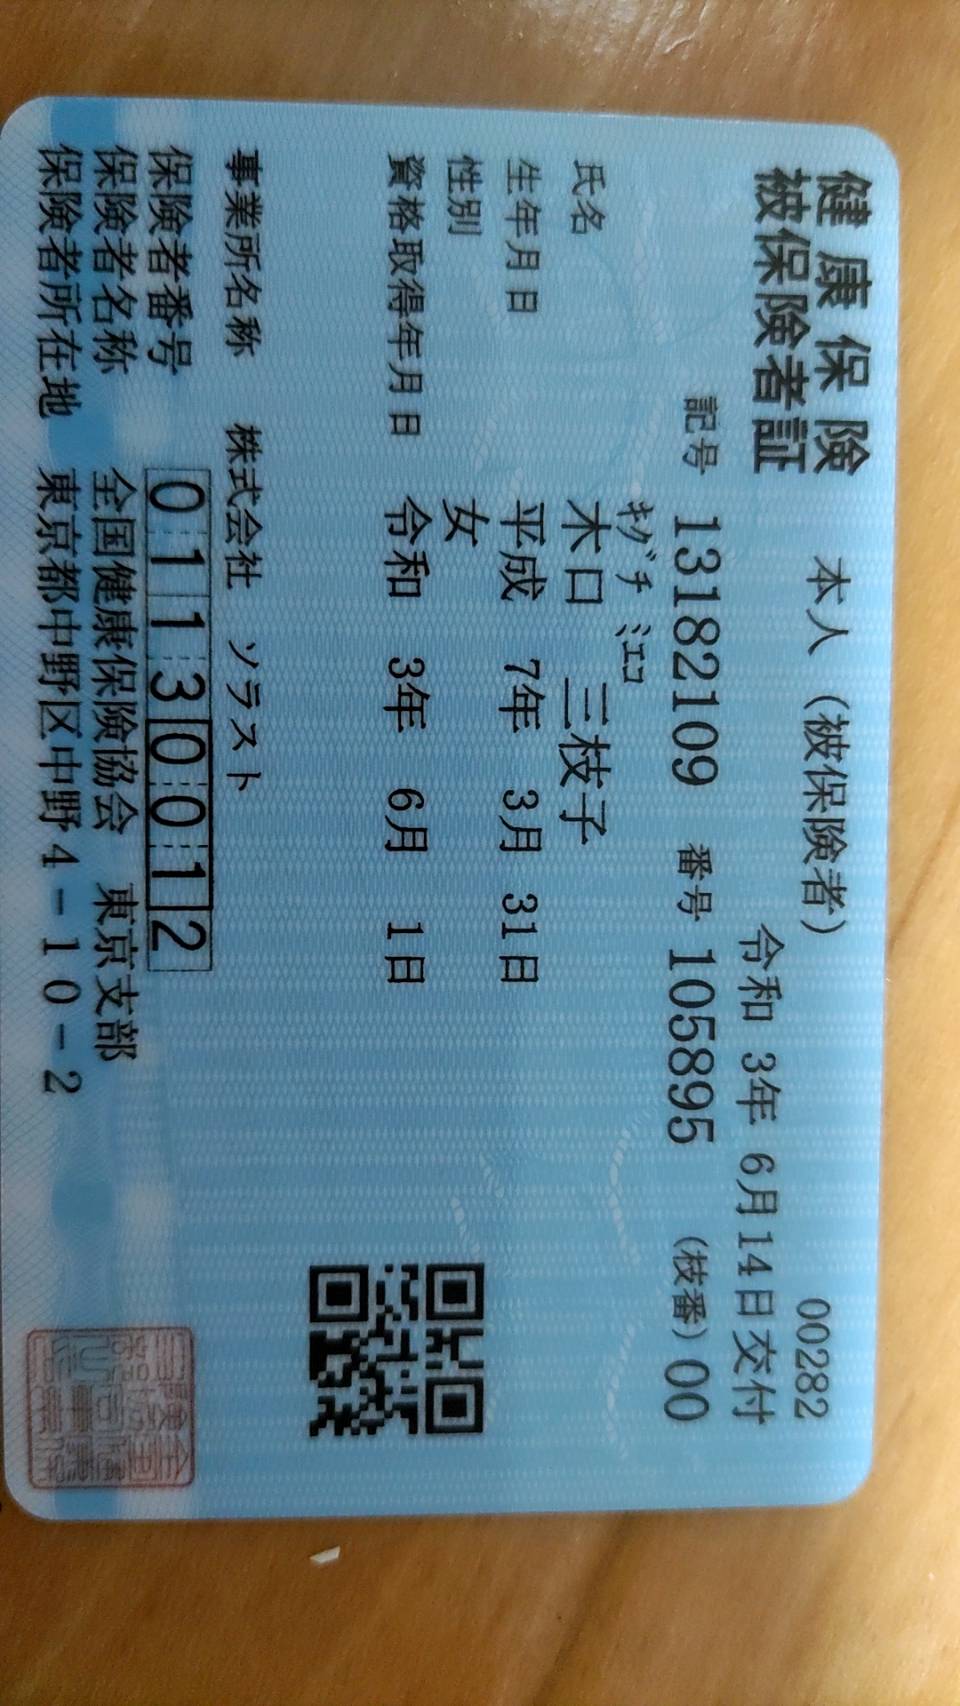 健康保険
被保険者証
本人（被保険者）
00282
令和 3年 6月14日交付
記号 13182109 番号 105895 （枝番）00
ｷｸﾞﾁ ﾐｴｺ
氏名 木口 三枝子
生年月日 平成 7年 3月 31日
性別 女
資格取得年月日 令和 3年 6月 1日
事業所名称 株式会社 ソラスト
保険者番号 01130012
保険者名称 全国健康保険協会 東京支部
保険者所在地 東京都中野区中野4-10-2